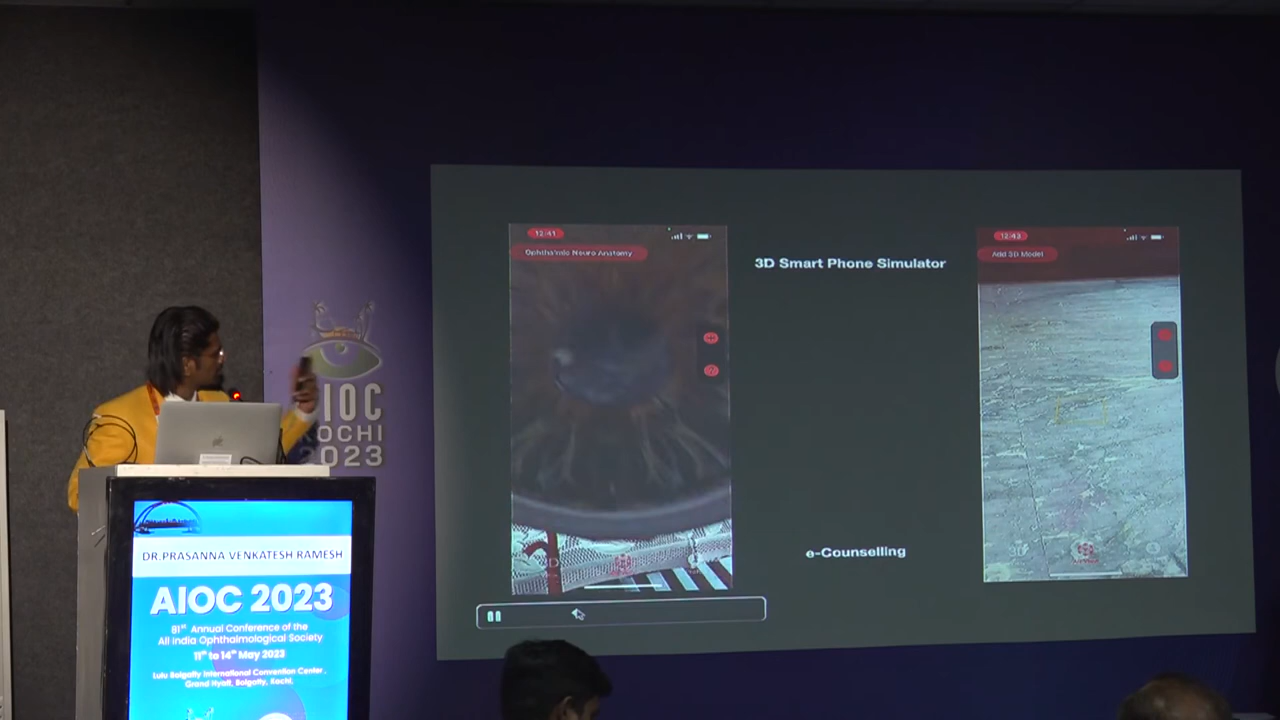 12:41
Ophthalmic Neuro Anatomy
3D Smart Phone Simulator
12:43
Add 3D Model
e-Counselling
AIOC
KOCHI
2023
DR.PRASANNA VENKATESH RAMESH
AIOC 2023
81st Annual Conference of the
All India Ophthalmological Society
11th to 14th May 2023
Lulu Bolgatty International Convention Center,
Grand Hyatt, Bolgatty, Kochi.